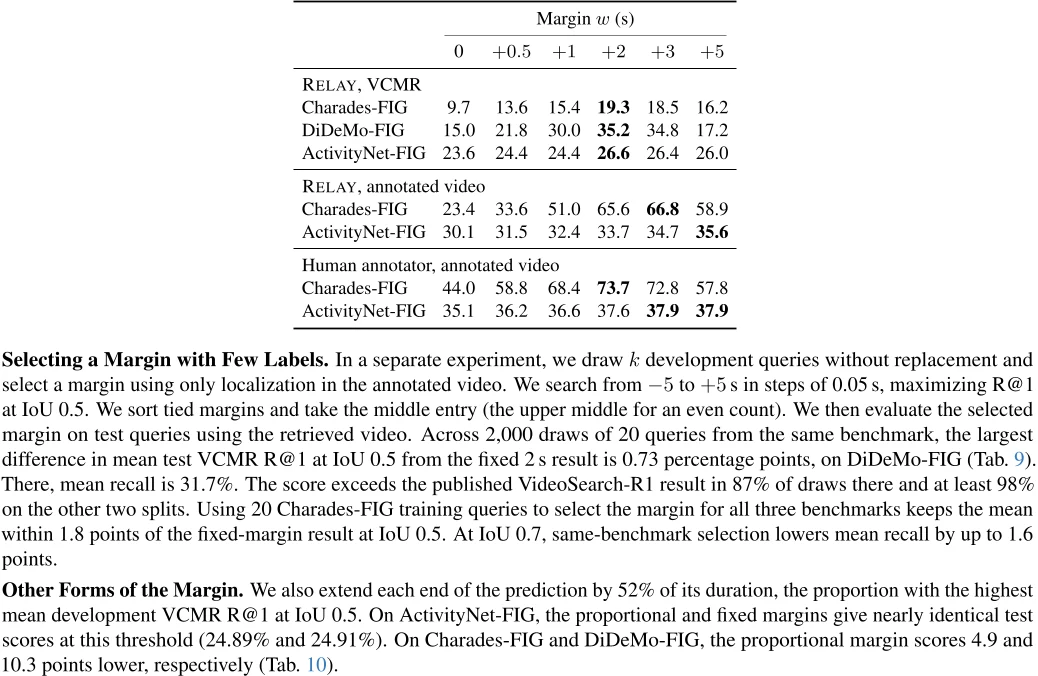 Margin w (s)
0 +0.5 +1 +2 +3 +5
RELAY, VCMR
Charades-FIG 9.7 13.6 15.4 19.3 18.5 16.2
DiDeMo-FIG 15.0 21.8 30.0 35.2 34.8 17.2
ActivityNet-FIG 23.6 24.4 24.4 26.6 26.4 26.0
RELAY, annotated video
Charades-FIG 23.4 33.6 51.0 65.6 66.8 58.9
ActivityNet-FIG 30.1 31.5 32.4 33.7 34.7 35.6
Human annotator, annotated video
Charades-FIG 44.0 58.8 68.4 73.7 72.8 57.8
ActivityNet-FIG 35.1 36.2 36.6 37.6 37.9 37.9
Selecting a Margin with Few Labels. In a separate experiment, we draw k development queries without replacement and
select a margin using only localization in the annotated video. We search from −5 to +5 s in steps of 0.05 s, maximizing R@1
at IoU 0.5. We sort tied margins and take the middle entry (the upper middle for an even count). We then evaluate the selected
margin on test queries using the retrieved video. Across 2,000 draws of 20 queries from the same benchmark, the largest
difference in mean test VCMR R@1 at IoU 0.5 from the fixed 2 s result is 0.73 percentage points, on DiDeMo-FIG (Tab. 9).
There, mean recall is 31.7%. The score exceeds the published VideoSearch-R1 result in 87% of draws there and at least 98%
on the other two splits. Using 20 Charades-FIG training queries to select the margin for all three benchmarks keeps the mean
within 1.8 points of the fixed-margin result at IoU 0.5. At IoU 0.7, same-benchmark selection lowers mean recall by up to 1.6
points.
Other Forms of the Margin. We also extend each end of the prediction by 52% of its duration, the proportion with the highest
mean development VCMR R@1 at IoU 0.5. On ActivityNet-FIG, the proportional and fixed margins give nearly identical test
scores at this threshold (24.89% and 24.91%). On Charades-FIG and DiDeMo-FIG, the proportional margin scores 4.9 and
10.3 points lower, respectively (Tab. 10).